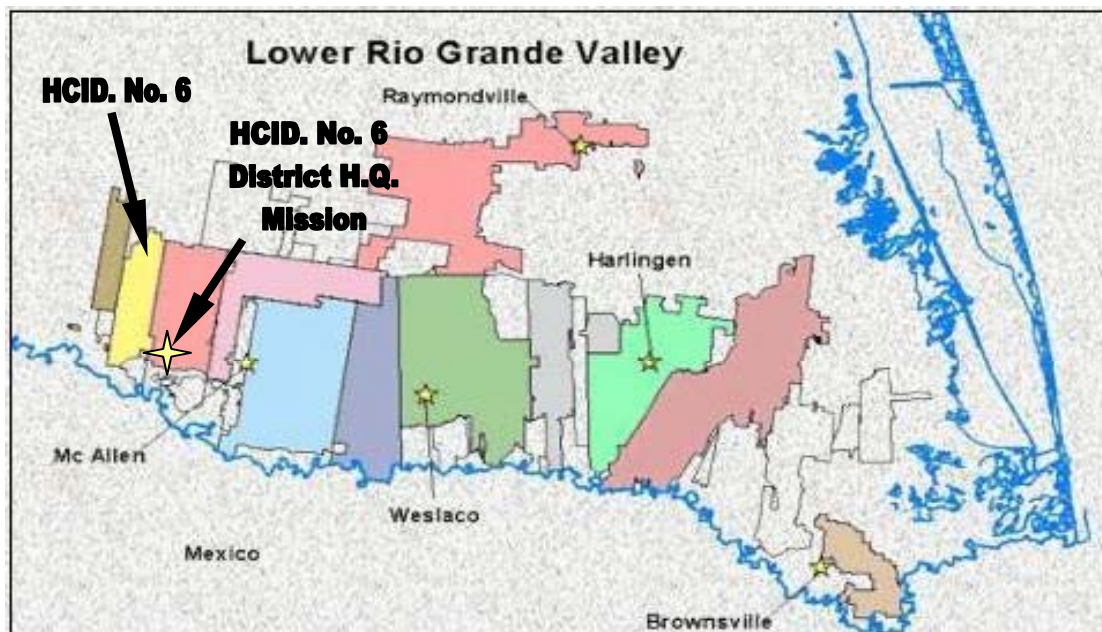 Lower Rio Grande Valley
HCID. No. 6
Raymondville
HCID. No. 6
District H.Q.
Mission
Harlingen
Mc Allen
Weslaco
Mexico
Brownsville